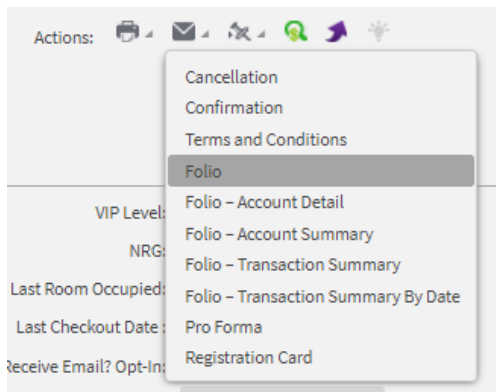 Actions:
Cancellation
Confirmation
Terms and Conditions
Folio
Folio – Account Detail
Folio – Account Summary
Folio – Transaction Summary
Folio – Transaction Summary By Date
Pro Forma
Registration Card
VIP Level:
NRG:
Last Room Occupied:
Last Checkout Date :
Receive Email? Opt-In: